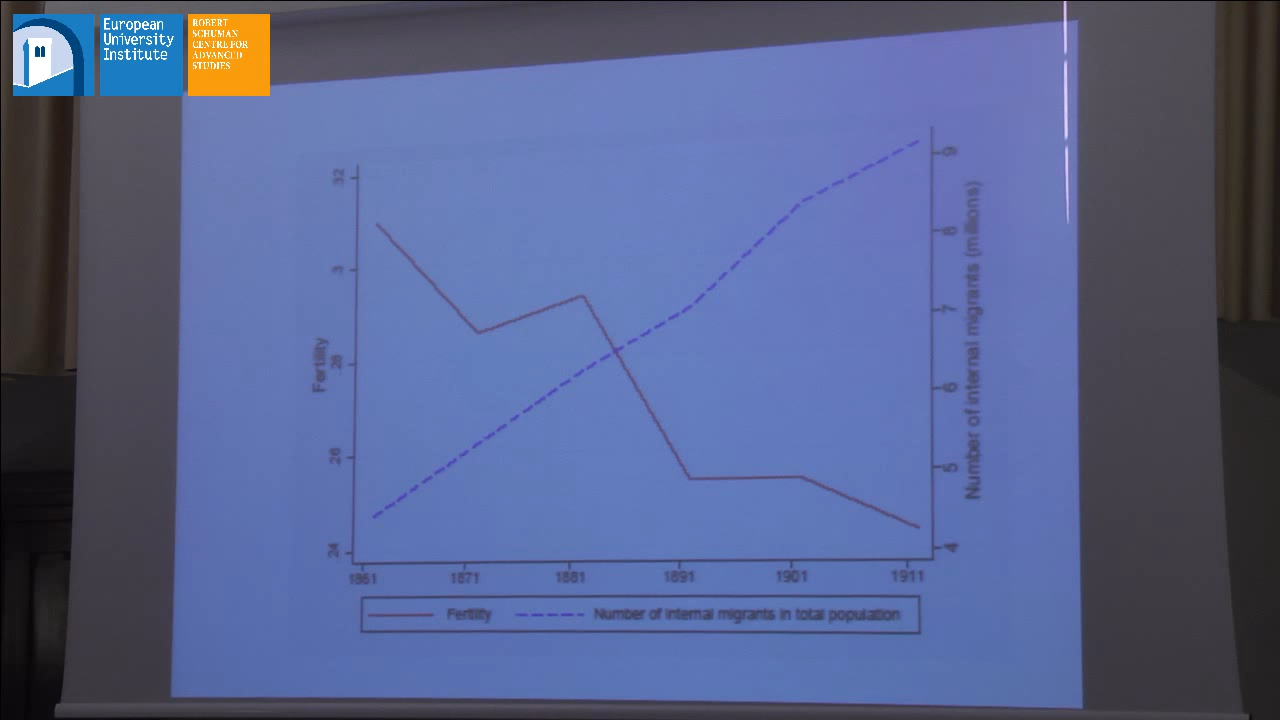 European
University
Institute
ROBERT
SCHUMAN
CENTRE FOR
ADVANCED
STUDIES
.32
.3
.28
.26
.24
Fertility
9
8
7
6
5
4
Number of internal migrants (millions)
1861
1871
1881
1891
1901
1911
Fertility
Number of internal migrants in total population